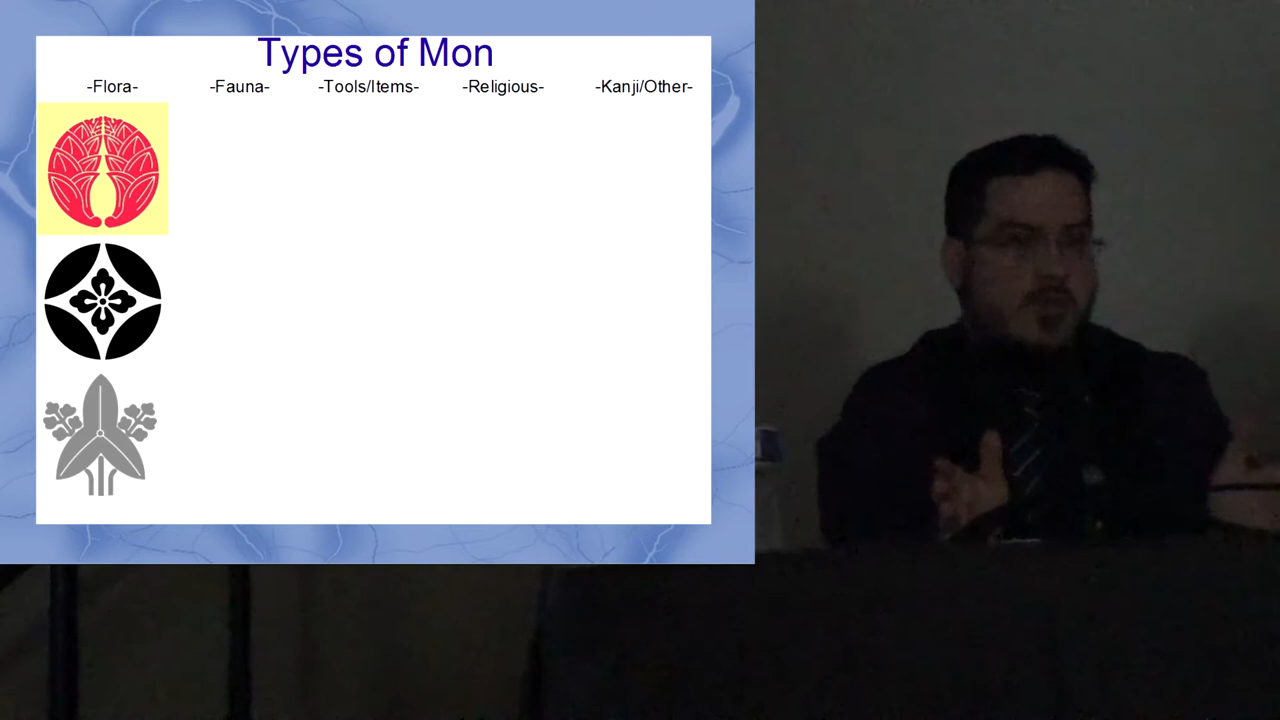 Types of Mon
-Flora- -Fauna- -Tools/Items- -Religious- -Kanji/Other-